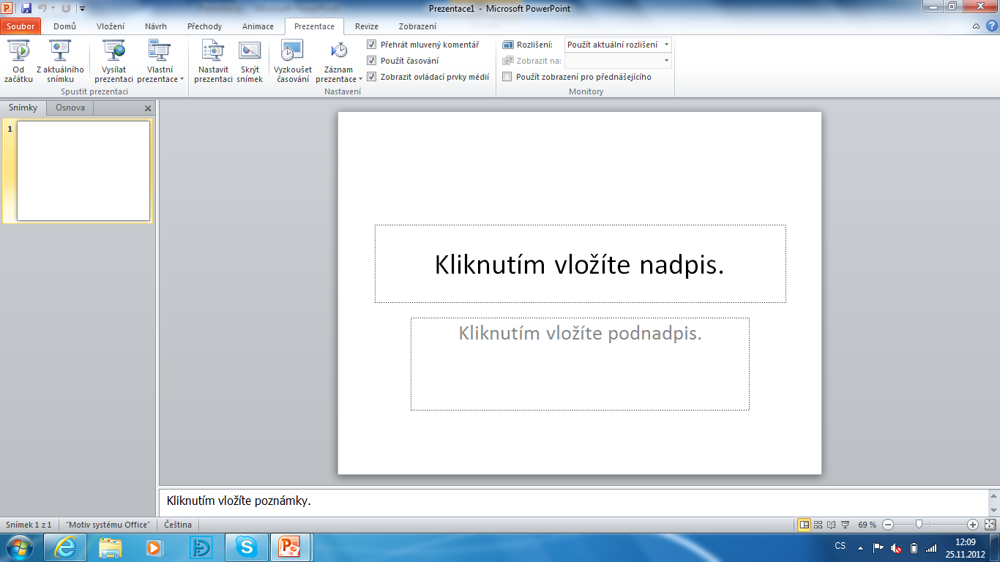 Prezentace1 - Microsoft PowerPoint
Soubor Domů Vložení Návrh Přechody Animace Prezentace Revize Zobrazení
Od začátku
Z aktuálního snímku
Vysílat prezentaci
Vlastní prezentace
Spustit prezentaci
Nastavit prezentaci
Skrýt snímek
Vyzkoušet časování
Záznam prezentace
Přehrát mluvený komentář
Použít časování
Zobrazit ovládací prvky médií
Nastavení
Rozlišení: Použít aktuální rozlišení
Zobrazit na:
Použít zobrazení pro přednášejícího
Monitory
Snímky Osnova
1
Kliknutím vložíte nadpis.
Kliknutím vložíte podnadpis.
Kliknutím vložíte poznámky.
Snímek 1 z 1 "Motiv systému Office" Čeština 69 %
CS 12:09
25.11.2012